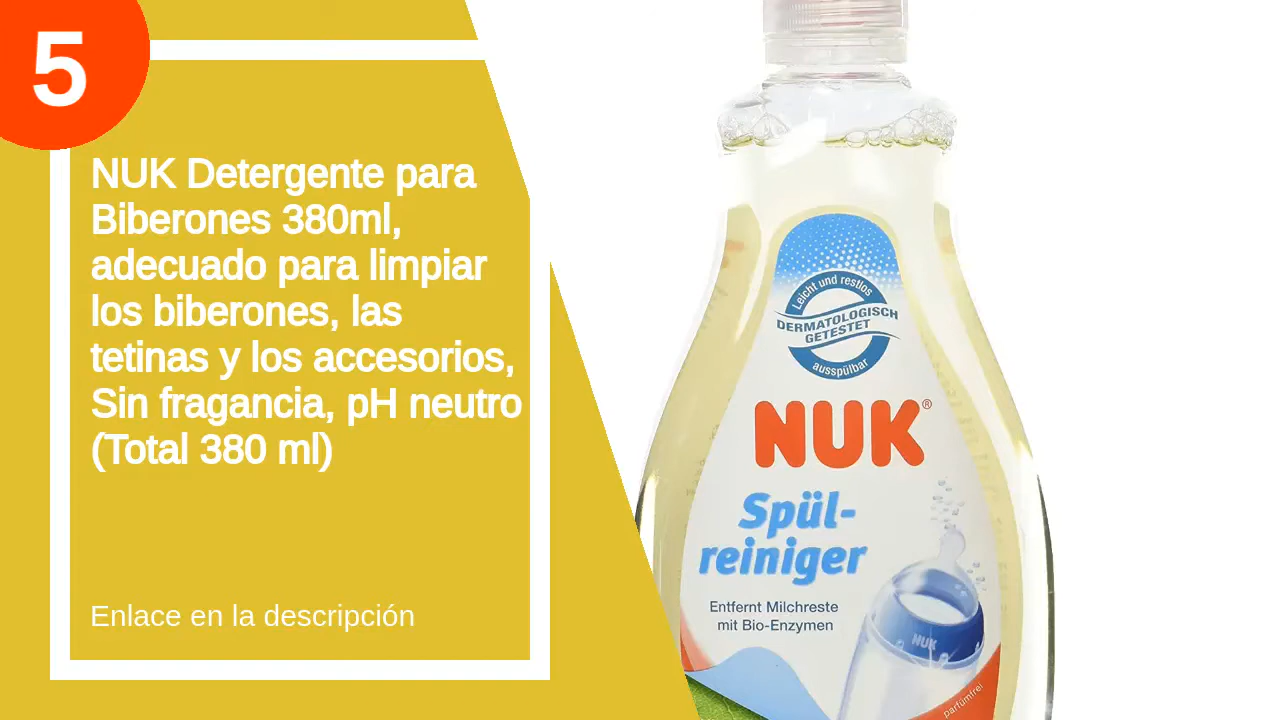 5
NUK Detergente para
Biberones 380ml,
adecuado para limpiar
los biberones, las
tetinas y los accesorios,
Sin fragancia, pH neutro
(Total 380 ml)
Enlace en la descripción
Leicht und restlos
DERMATOLOGISCH
GETESTET
ausspülbar
NUK®
Spül-
reiniger
Entfernt Milchreste
mit Bio-Enzymen
NUK
parfümfrei